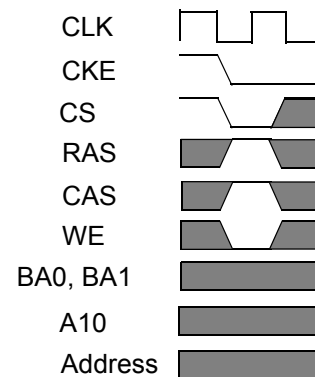 CLK
CKE
CS
RAS
CAS
WE
BA0, BA1
A10
Address